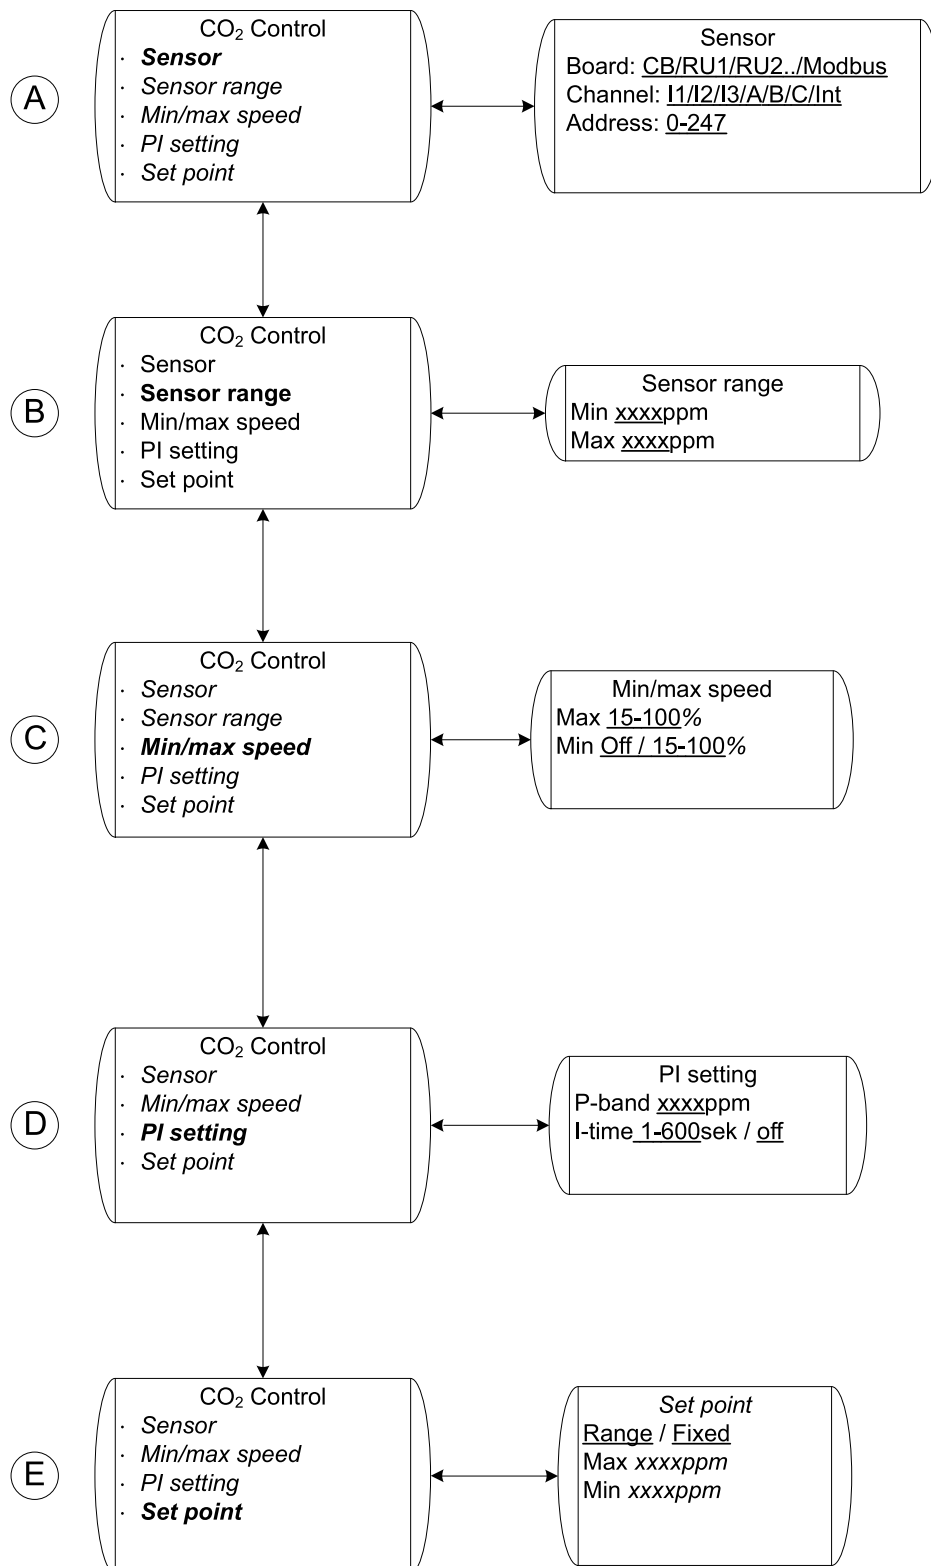 A
CO₂ Control
· Sensor
· Sensor range
· Min/max speed
· PI setting
· Set point
Sensor
Board: CB/RU1/RU2../Modbus
Channel: I1/I2/I3/A/B/C/Int
Address: 0-247
B
CO₂ Control
· Sensor
· Sensor range
· Min/max speed
· PI setting
· Set point
Sensor range
Min xxxxppm
Max xxxxppm
C
CO₂ Control
· Sensor
· Sensor range
· Min/max speed
· PI setting
· Set point
Min/max speed
Max 15-100%
Min Off / 15-100%
D
CO₂ Control
· Sensor
· Min/max speed
· PI setting
· Set point
PI setting
P-band xxxxppm
I-time 1-600sek / off
E
CO₂ Control
· Sensor
· Min/max speed
· PI setting
· Set point
Set point
Range / Fixed
Max xxxxppm
Min xxxxppm